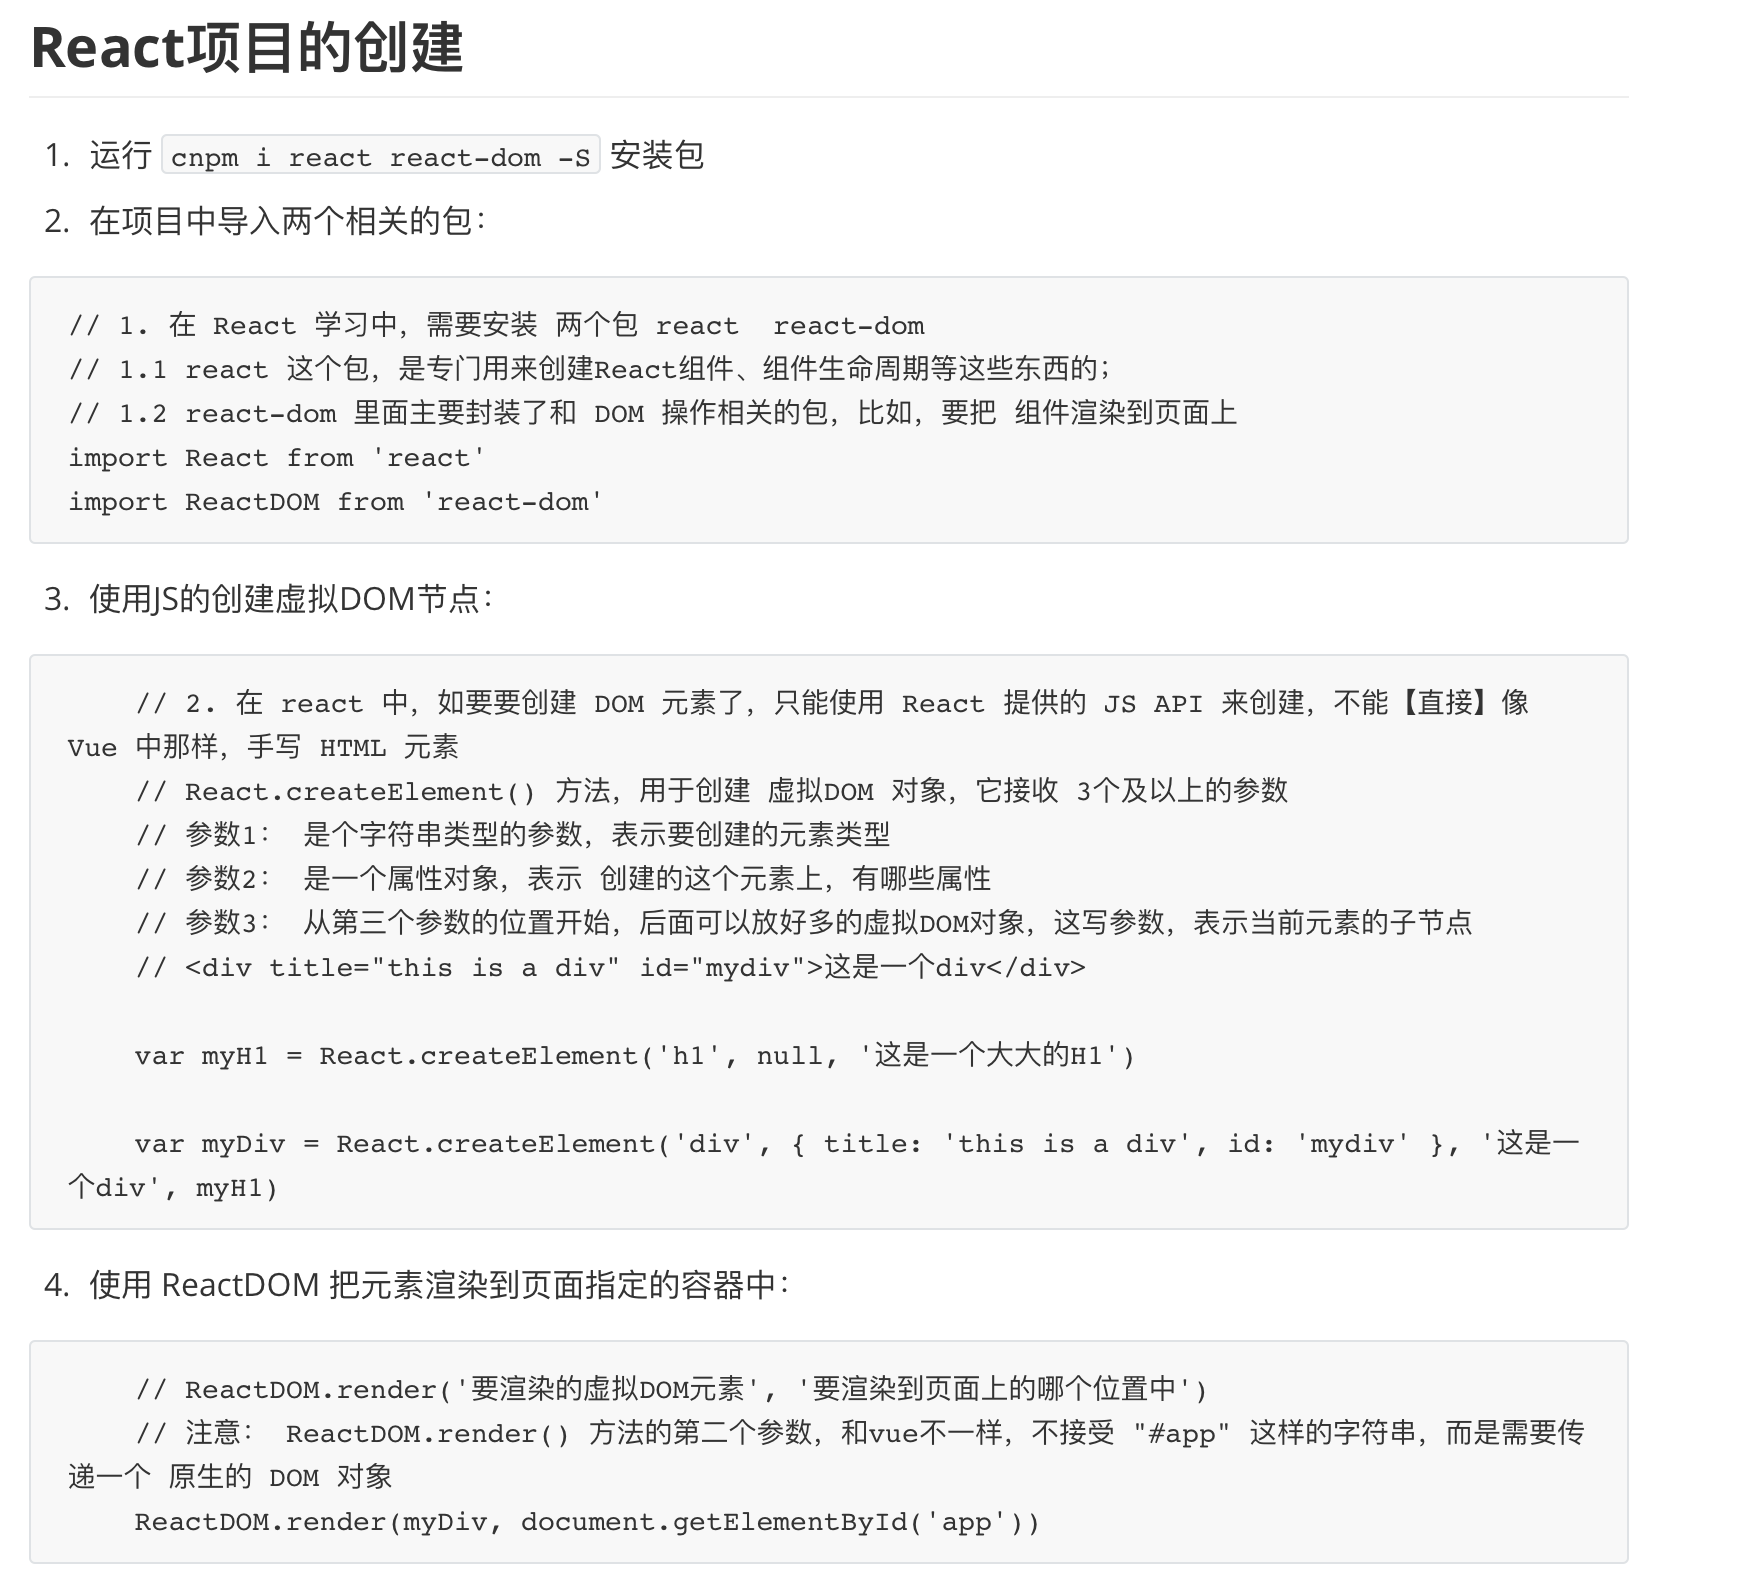 React项目的创建
1. 运行 cnpm i react react-dom -S 安装包
2. 在项目中导入两个相关的包：
// 1. 在 React 学习中，需要安装 两个包 react  react-dom
// 1.1 react 这个包，是专门用来创建React组件、组件生命周期等这些东西的；
// 1.2 react-dom 里面主要封装了和 DOM 操作相关的包，比如，要把 组件渲染到页面上
import React from 'react'
import ReactDOM from 'react-dom'
3. 使用JS的创建虚拟DOM节点：
// 2. 在 react 中，如要要创建 DOM 元素了，只能使用 React 提供的 JS API 来创建，不能【直接】像
Vue 中那样，手写 HTML 元素
// React.createElement() 方法，用于创建 虚拟DOM 对象，它接收 3个及以上的参数
// 参数1： 是个字符串类型的参数，表示要创建的元素类型
// 参数2： 是一个属性对象，表示 创建的这个元素上，有哪些属性
// 参数3： 从第三个参数的位置开始，后面可以放好多的虚拟DOM对象，这写参数，表示当前元素的子节点
// <div title="this is a div" id="mydiv">这是一个div</div>
var myH1 = React.createElement('h1', null, '这是一个大大的H1')
var myDiv = React.createElement('div', { title: 'this is a div', id: 'mydiv' }, '这是一
个div', myH1)
4. 使用 ReactDOM 把元素渲染到页面指定的容器中：
// ReactDOM.render('要渲染的虚拟DOM元素', '要渲染到页面上的哪个位置中')
// 注意： ReactDOM.render() 方法的第二个参数，和vue不一样，不接受 "#app" 这样的字符串，而是需要传
递一个 原生的 DOM 对象
ReactDOM.render(myDiv, document.getElementById('app'))